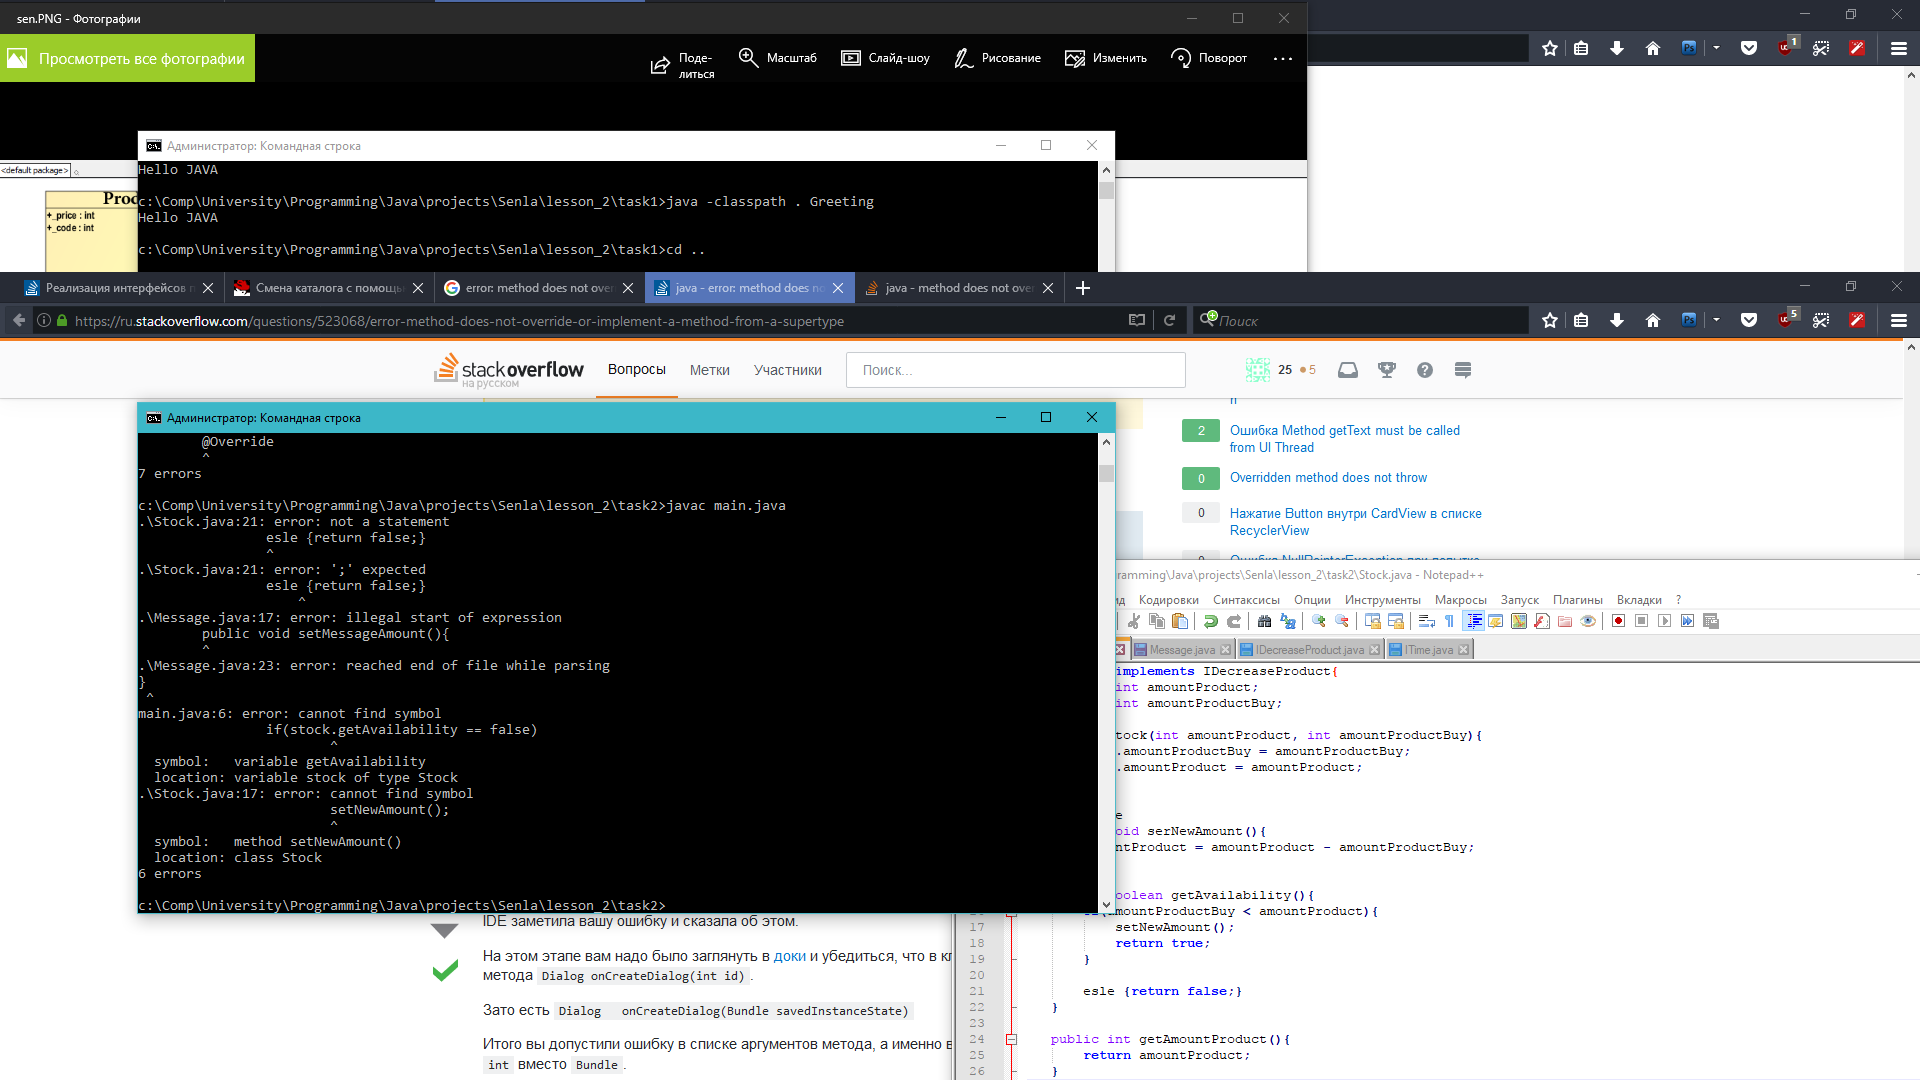 sen.PNG - Фотографии
Просмотреть все фотографии
Поде-
литься
Масштаб
Слайд-шоу
Рисование
Изменить
Поворот
1
<default package>
Prod
+_price : int
+_code : int
Администратор: Командная строка
Hello JAVA
c:\Comp\University\Programming\Java\projects\Senla\lesson_2\task1>java -classpath . Greeting
Hello JAVA
c:\Comp\University\Programming\Java\projects\Senla\lesson_2\task1>cd ..
Реализация интерфейсов
Смена каталога с помощь
error: method does not over
java - error: method does no
java - method does not over
https://ru.stackoverflow.com/questions/523068/error-method-does-not-override-or-implement-a-method-from-a-supertype
Поиск
5
stackoverflow
на русском
Вопросы
Метки
Участники
Поиск...
25
5
2 Ошибка Method getText must be called
from UI Thread
0 Overridden method does not throw
0 Нажатие Button внутри CardView в списке
RecyclerView
Администратор: Командная строка
@Override
^
7 errors
c:\Comp\University\Programming\Java\projects\Senla\lesson_2\task2>javac main.java
.\Stock.java:21: error: not a statement
esle {return false;}
^
.\Stock.java:21: error: ';' expected
esle {return false;}
^
.\Message.java:17: error: illegal start of expression
public void setMessageAmount(){
^
.\Message.java:23: error: reached end of file while parsing
}
^
main.java:6: error: cannot find symbol
if(stock.getAvailability == false)
^
symbol:   variable getAvailability
location: variable stock of type Stock
.\Stock.java:17: error: cannot find symbol
setNewAmount();
^
symbol:   method setNewAmount()
location: class Stock
6 errors
c:\Comp\University\Programming\Java\projects\Senla\lesson_2\task2>
ramming\Java\projects\Senla\lesson_2\task2\Stock.java - Notepad++
ид Кодировки Синтаксисы Опции Инструменты Макросы Запуск Плагины Вкладки ?
Message.java
IDecreaseProduct.java
ITime.java
implements IDecreaseProduct{
int amountProduct;
int amountProductBuy;
tock(int amountProduct, int amountProductBuy){
.amountProductBuy = amountProductBuy;
.amountProduct = amountProduct;
e
oid serNewAmount(){
ntProduct = amountProduct - amountProductBuy;
oolean getAvailability(){
amountProductBuy < amountProduct){
17 setNewAmount();
18 return true;
19 }
20
21 esle {return false;}
22 }
23
24 public int getAmountProduct(){
25 return amountProduct;
26 }
IDE заметила вашу ошибку и сказала об этом.
На этом этапе вам надо было заглянуть в доки и убедиться, что в кл
метода Dialog onCreateDialog(int id).
Зато есть Dialog   onCreateDialog(Bundle savedInstanceState)
Итого вы допустили ошибку в списке аргументов метода, а именно в
int вместо Bundle.